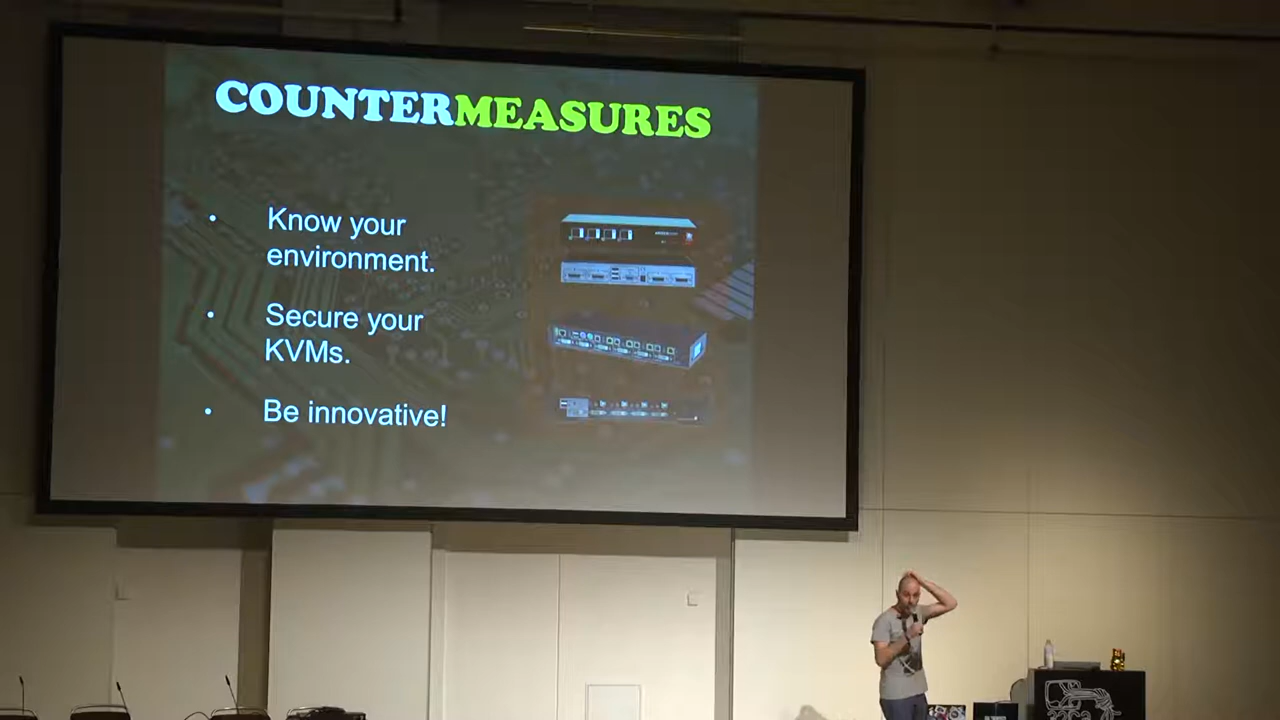 COUNTERMEASURES
• Know your
environment.
• Secure your
KVMs.
• Be innovative!